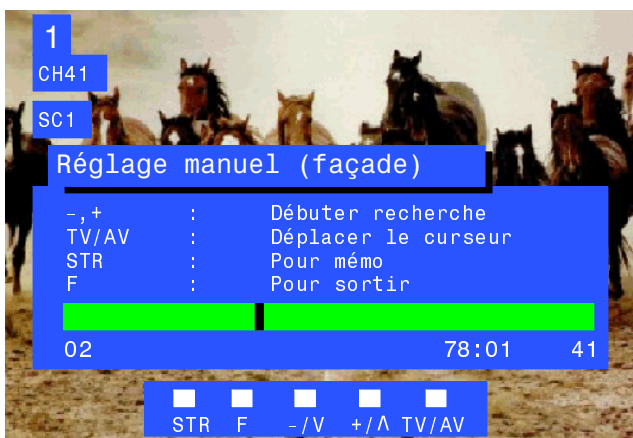 1
CH41
SC1
Réglage manuel (façade)
-,+ : Débuter recherche
TV/AV : Déplacer le curseur
STR : Pour mémo
F : Pour sortir
02 78:01 41
STR F -/V +/Λ TV/AV